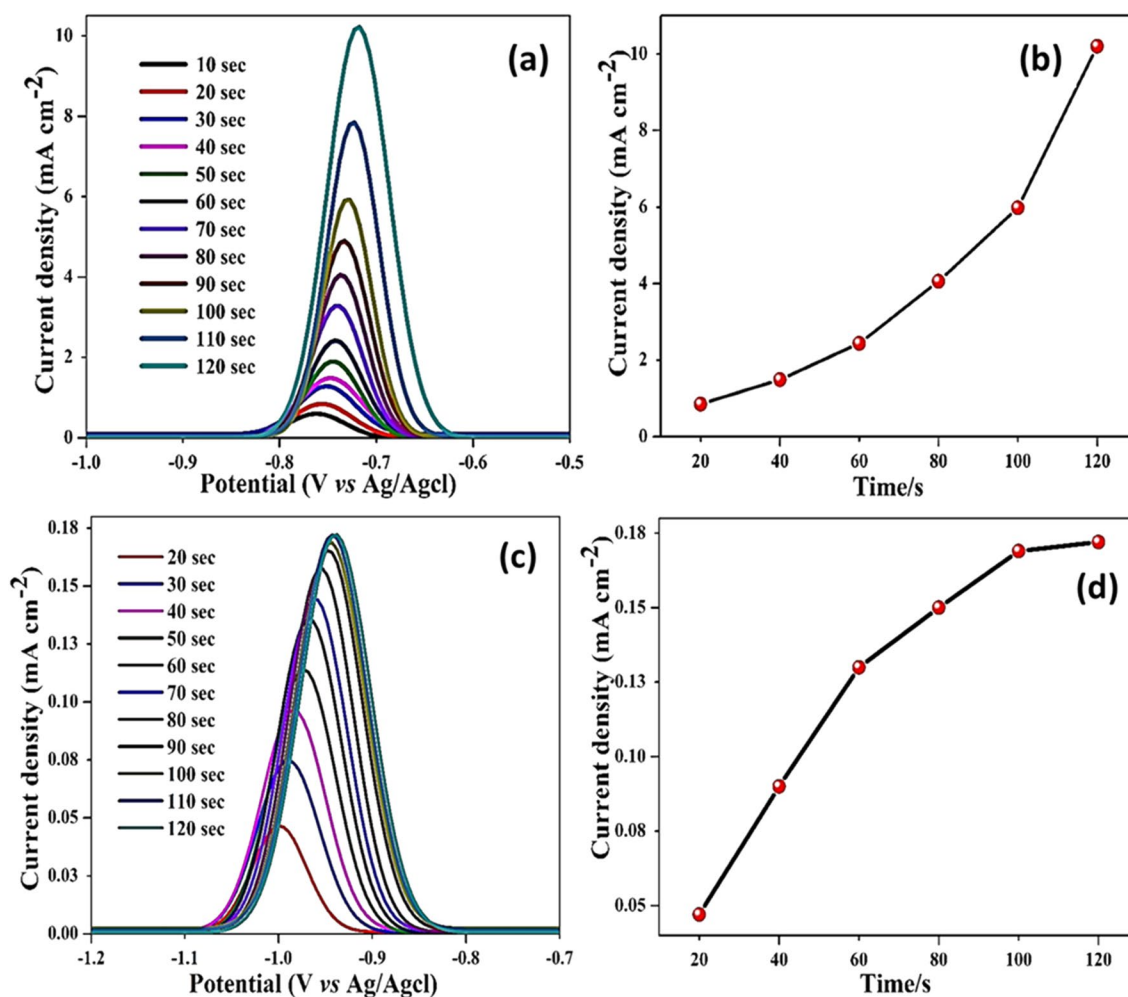 (a)
Current density (mA cm-2)
10
8
6
4
2
0
10 sec
20 sec
30 sec
40 sec
50 sec
60 sec
70 sec
80 sec
90 sec
100 sec
110 sec
120 sec
-1.0 -0.9 -0.8 -0.7 -0.6 -0.5
Potential (V vs Ag/Agcl)
(b)
Current density (mA cm-2)
10
8
6
4
2
0
20 40 60 80 100 120
Time/s
(c)
Current density (mA cm-2)
0.18
0.15
0.13
0.10
0.08
0.05
0.03
0.00
20 sec
30 sec
40 sec
50 sec
60 sec
70 sec
80 sec
90 sec
100 sec
110 sec
120 sec
-1.2 -1.1 -1.0 -0.9 -0.8 -0.7
Potential (V vs Ag/Agcl)
(d)
Current density (mA cm-2)
0.18
0.15
0.13
0.10
0.08
0.05
20 40 60 80 100 120
Time/s